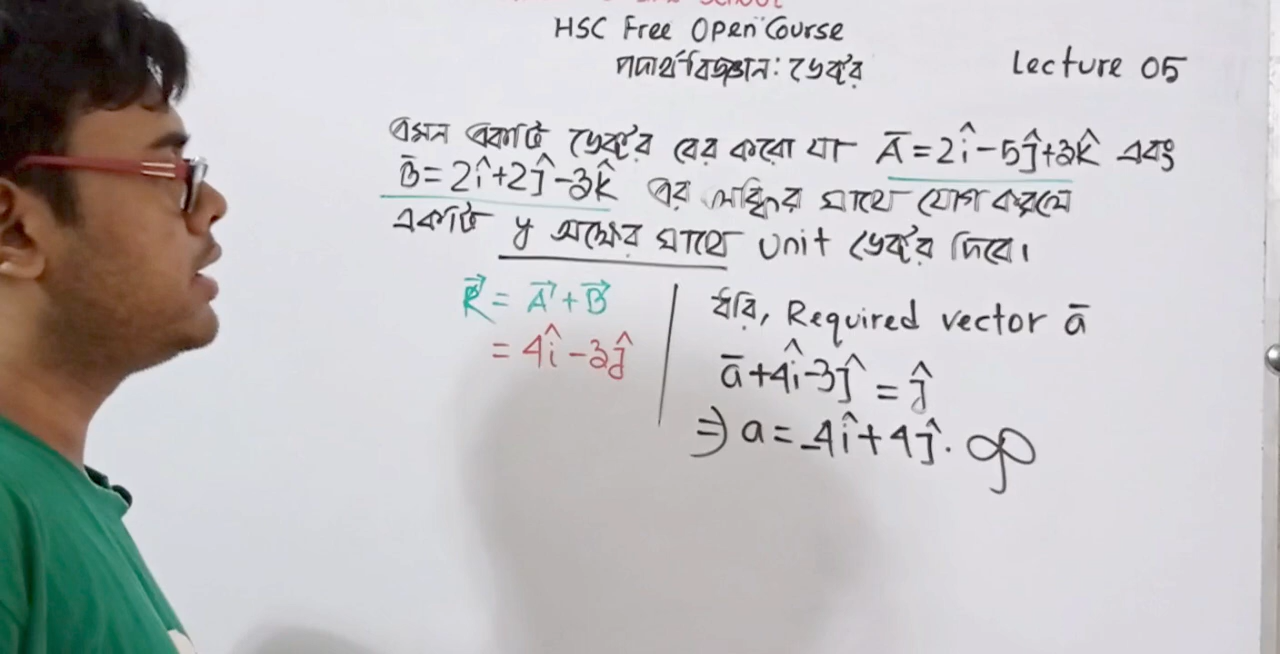 HSC Free Open Course
পদার্থবিজ্ঞান: ভেক্টর
Lecture 05
এমন একটি ভেক্টর বের করো যা A̅=2î-5ĵ+3k̂ এবং
B̅=2î+2ĵ-3k̂ এর লব্ধির সাথে যোগ করলে
একটি y অক্ষের সাথে unit ভেক্টর দিবে।
R⃗ = A⃗+B⃗
= 4î-3ĵ
ধরি, Required vector a̅
a̅+4î-3ĵ = ĵ
⇒ a=-4î+4ĵ.